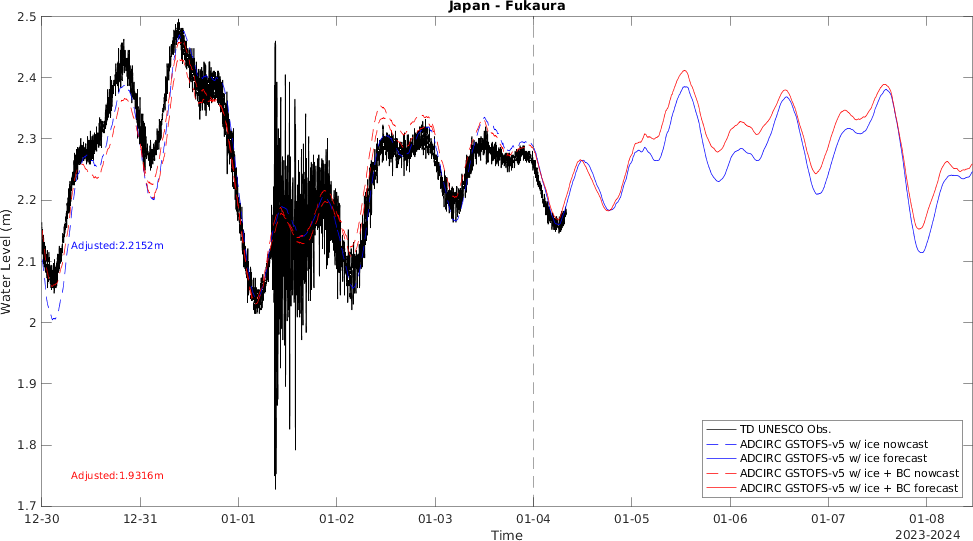 Japan - Fukaura
2.5
2.4
2.3
2.2
2.1
2
1.9
1.8
1.7
Water Level (m)
Adjusted:2.2152m
Adjusted:1.9316m
TD UNESCO Obs.
ADCIRC GSTOFS-v5 w/ ice nowcast
ADCIRC GSTOFS-v5 w/ ice forecast
ADCIRC GSTOFS-v5 w/ ice + BC nowcast
ADCIRC GSTOFS-v5 w/ ice + BC forecast
12-30 12-31 01-01 01-02 01-03 01-04 01-05 01-06 01-07 01-08
Time
2023-2024